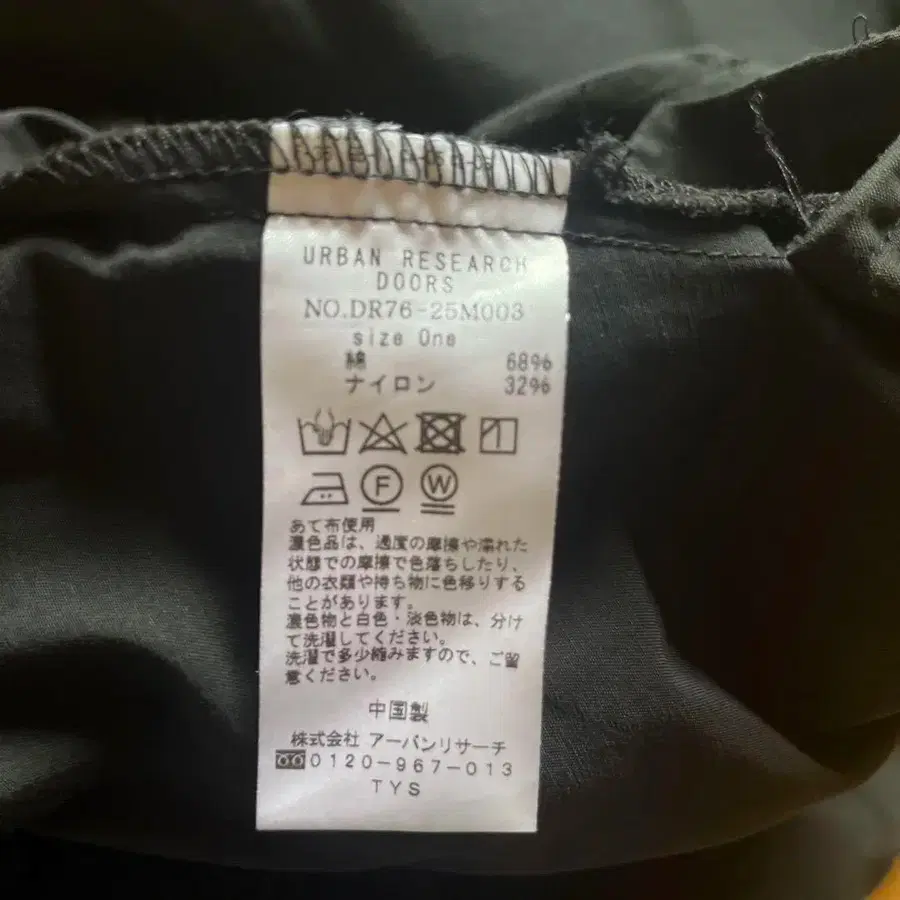 URBAN RESEARCH
DOORS
NO.DR76-25M003
size One
綿 68%
ナイロン 32%
F W
あて布使用
濃色品は、過度の摩擦や濡れた
状態での摩擦で色落ちしたり、
他の衣類や持ち物に色移りする
ことがあります。
濃色物と白色・淡色物は、分け
て洗濯してください。
洗濯で多少縮みますので、ご留
意ください。
中国製
株式会社 アーバンリサーチ
0120-967-013
TYS